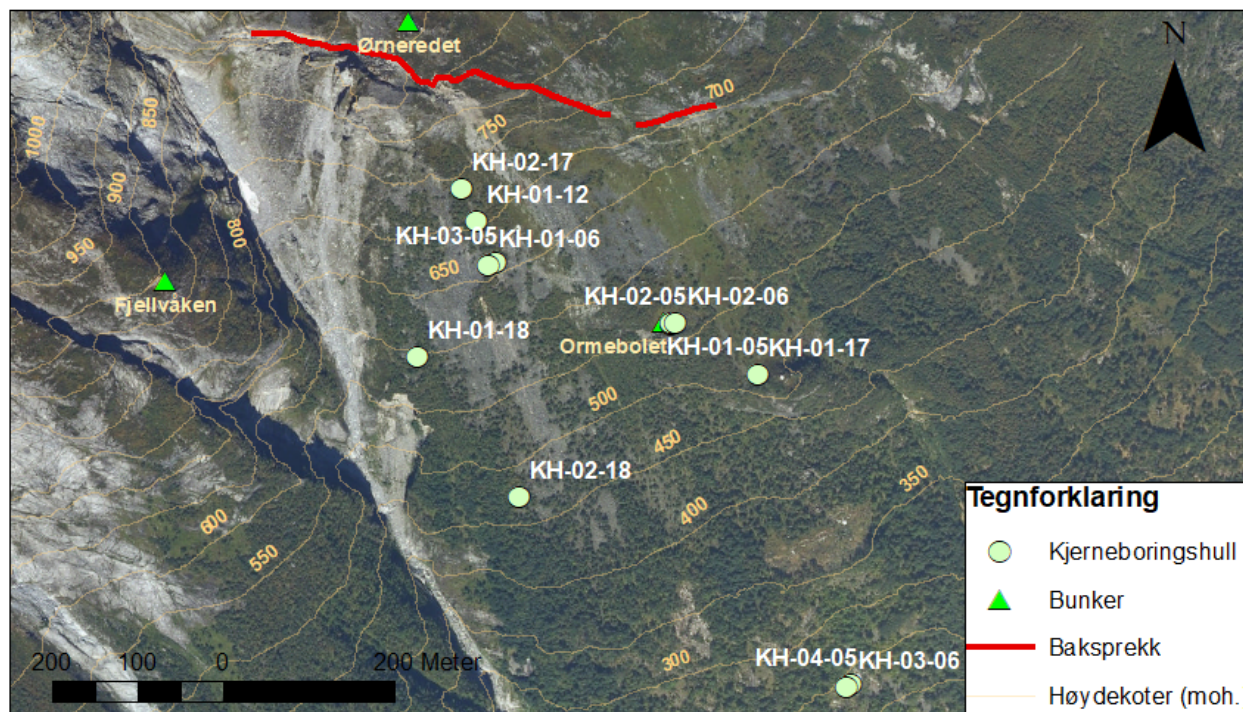 N
Ørneredet
700
750
850
1000
KH-02-17
KH-01-12
900
800
950
KH-03-05 KH-01-06
650
Fjellvåken
KH-02-05 KH-02-06
KH-01-18
Ormebolet
KH-01-05 KH-01-17
500
450
KH-02-18
350
400
600
550
Tegnforklaring
Kjerneboringshull
Bunker
Baksprekk
Høydekoter (moh.
300
KH-04-05 KH-03-06
200 100 0 200 Meter